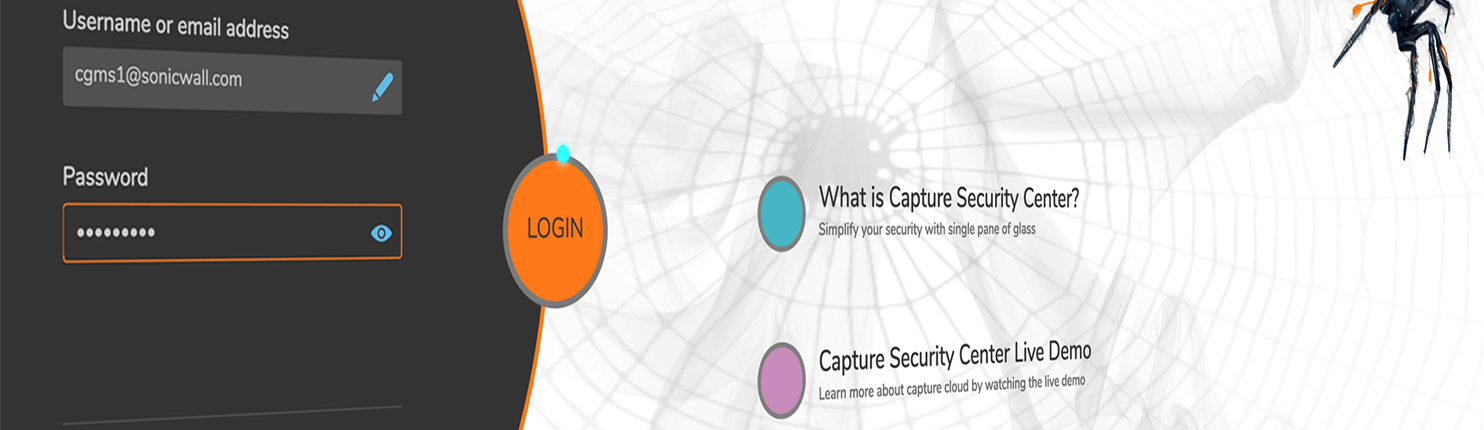 Username or email address
cgms1@sonicwall.com
Password
•••••••••
LOGIN
What is Capture Security Center?
Simplify your security with single pane of glass
Capture Security Center Live Demo
Learn more about capture cloud by watching the live demo